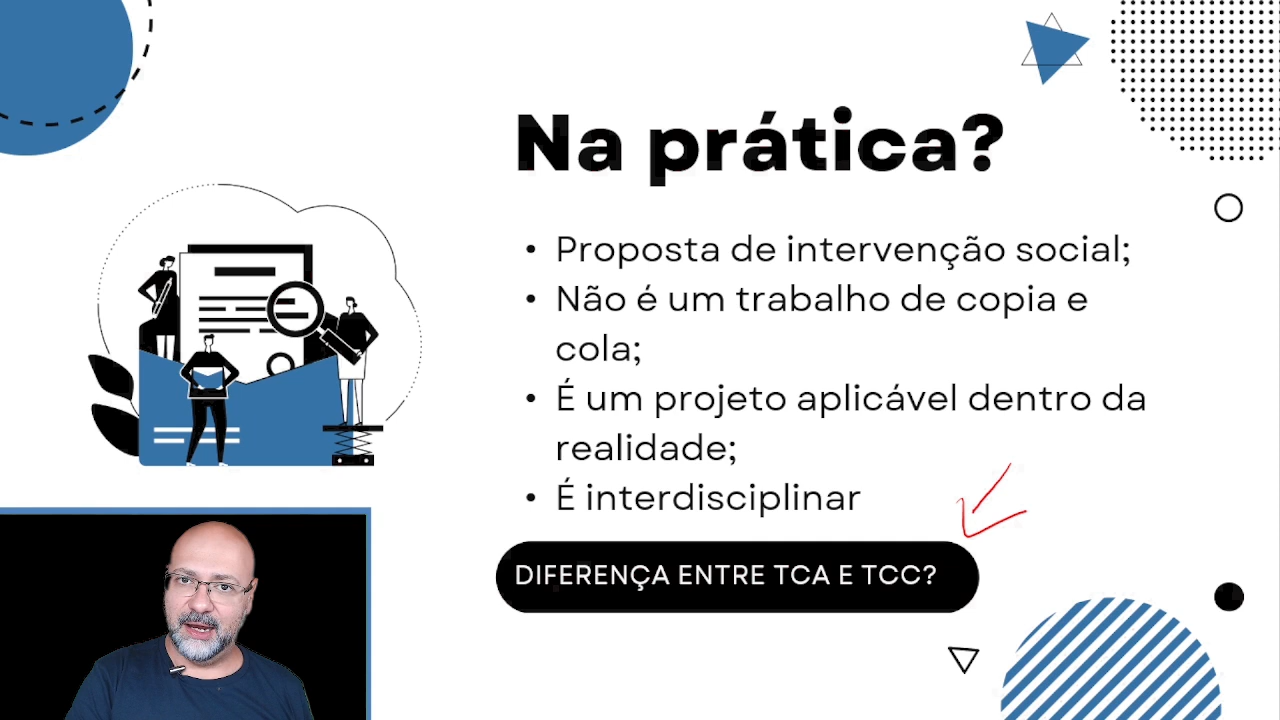 Na prática?
• Proposta de intervenção social;
• Não é um trabalho de copia e
cola;
• É um projeto aplicável dentro da
realidade;
• É interdisciplinar
DIFERENÇA ENTRE TCA E TCC?